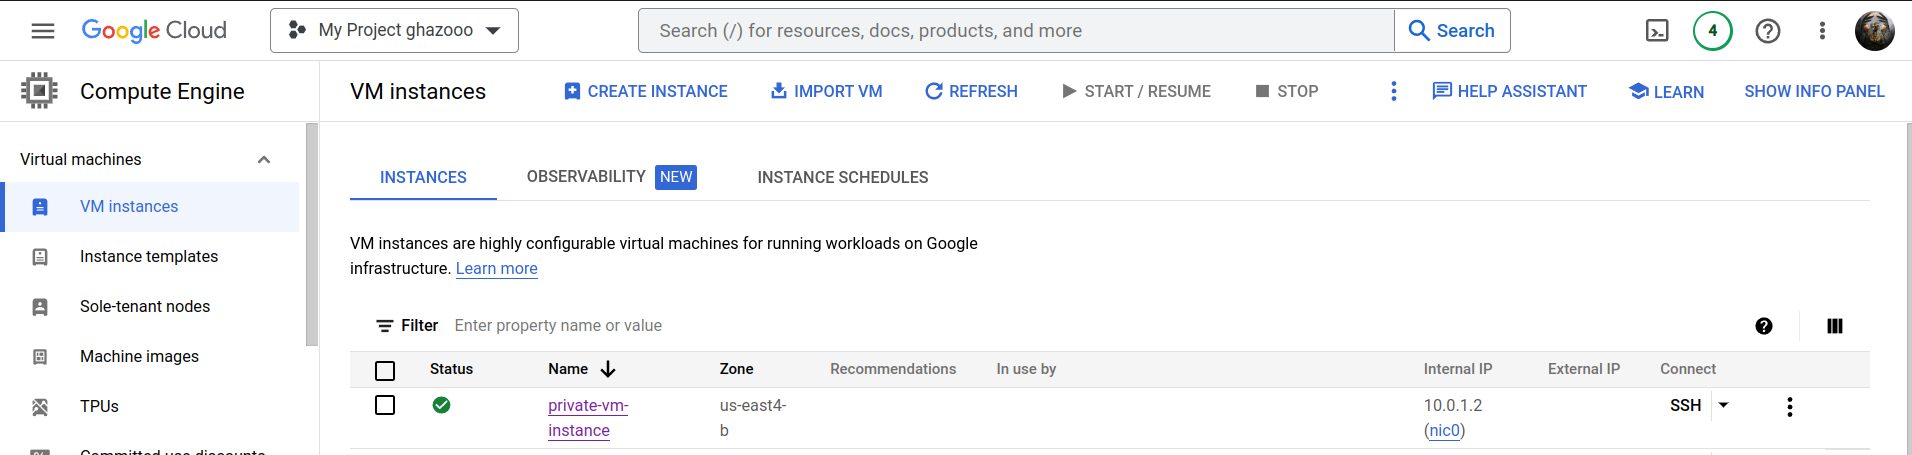 Google Cloud
My Project ghazooo
Search (/) for resources, docs, products, and more
Search
4
Compute Engine
VM instances
CREATE INSTANCE
IMPORT VM
REFRESH
START / RESUME
STOP
HELP ASSISTANT
LEARN
SHOW INFO PANEL
Virtual machines
VM instances
Instance templates
Sole-tenant nodes
Machine images
TPUs
Committed use discounts
INSTANCES
OBSERVABILITY NEW
INSTANCE SCHEDULES
VM instances are highly configurable virtual machines for running workloads on Google
infrastructure. Learn more
Filter Enter property name or value
Status Name Zone Recommendations In use by Internal IP External IP Connect
private-vm- us-east4- 10.0.1.2 SSH
instance b (nic0)